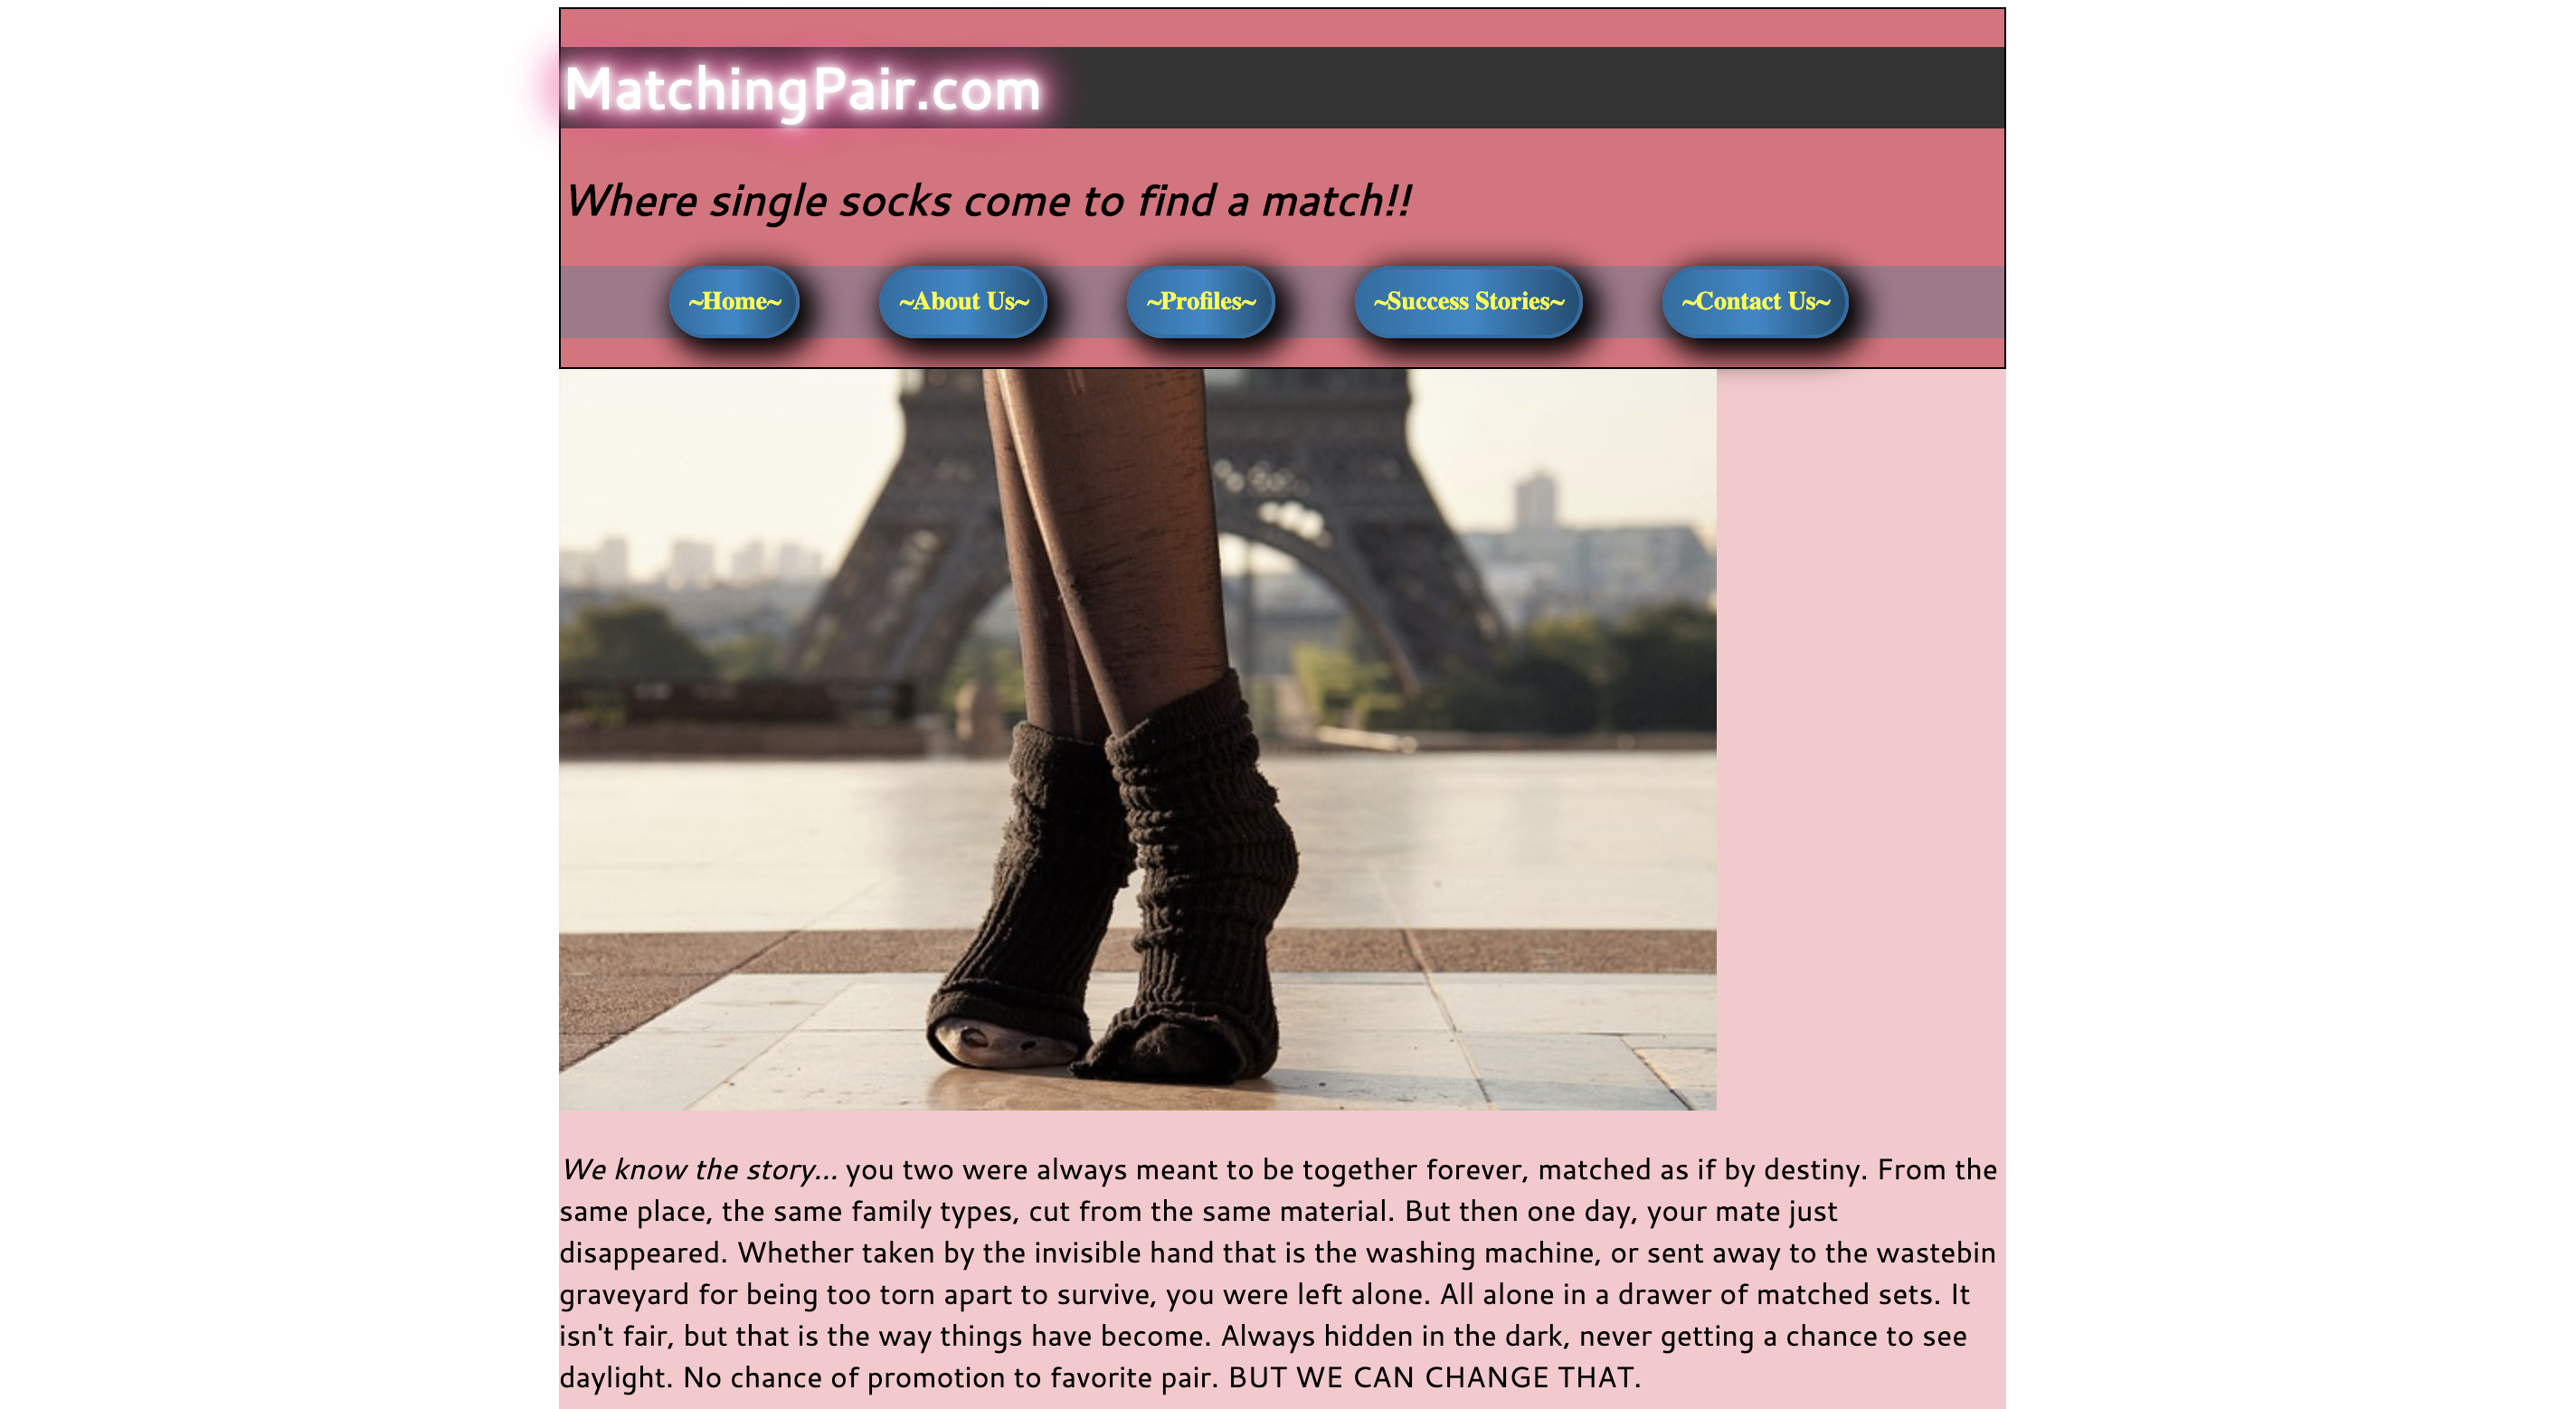 MatchingPair.com
Where single socks come to find a match!!
~Home~ ~About Us~ ~Profiles~ ~Success Stories~ ~Contact Us~
We know the story... you two were always meant to be together forever, matched as if by destiny. From the
same place, the same family types, cut from the same material. But then one day, your mate just
disappeared. Whether taken by the invisible hand that is the washing machine, or sent away to the wastebin
graveyard for being too torn apart to survive, you were left alone. All alone in a drawer of matched sets. It
isn't fair, but that is the way things have become. Always hidden in the dark, never getting a chance to see
daylight. No chance of promotion to favorite pair. BUT WE CAN CHANGE THAT.